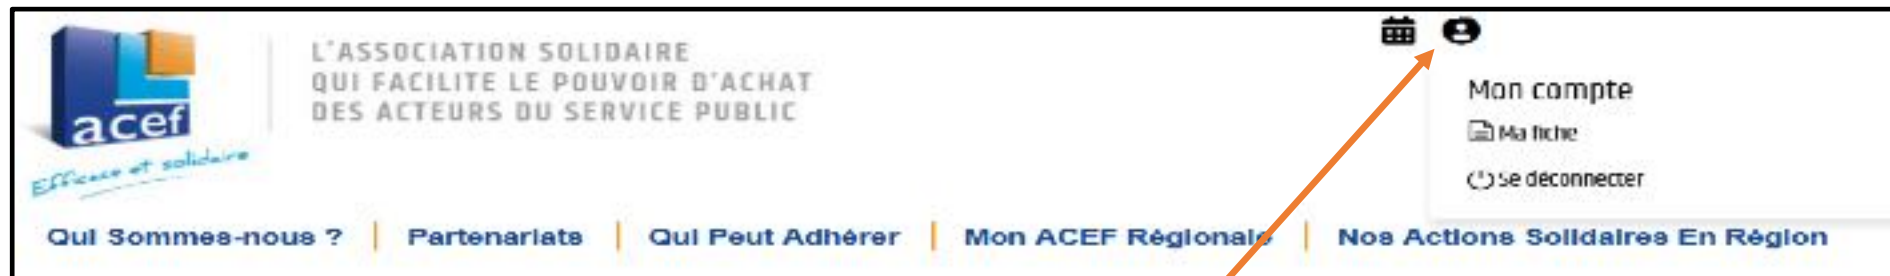 acef
Efficace et solidaire
L'ASSOCIATION SOLIDAIRE
QUI FACILITE LE POUVOIR D'ACHAT
DES ACTEURS DU SERVICE PUBLIC
Mon compte
Ma fiche
Se déconnecter
Qui Sommes-nous ? | Partenariats | Qui Peut Adhérer | Mon ACEF Régionale | Nos Actions Solidaires En Région